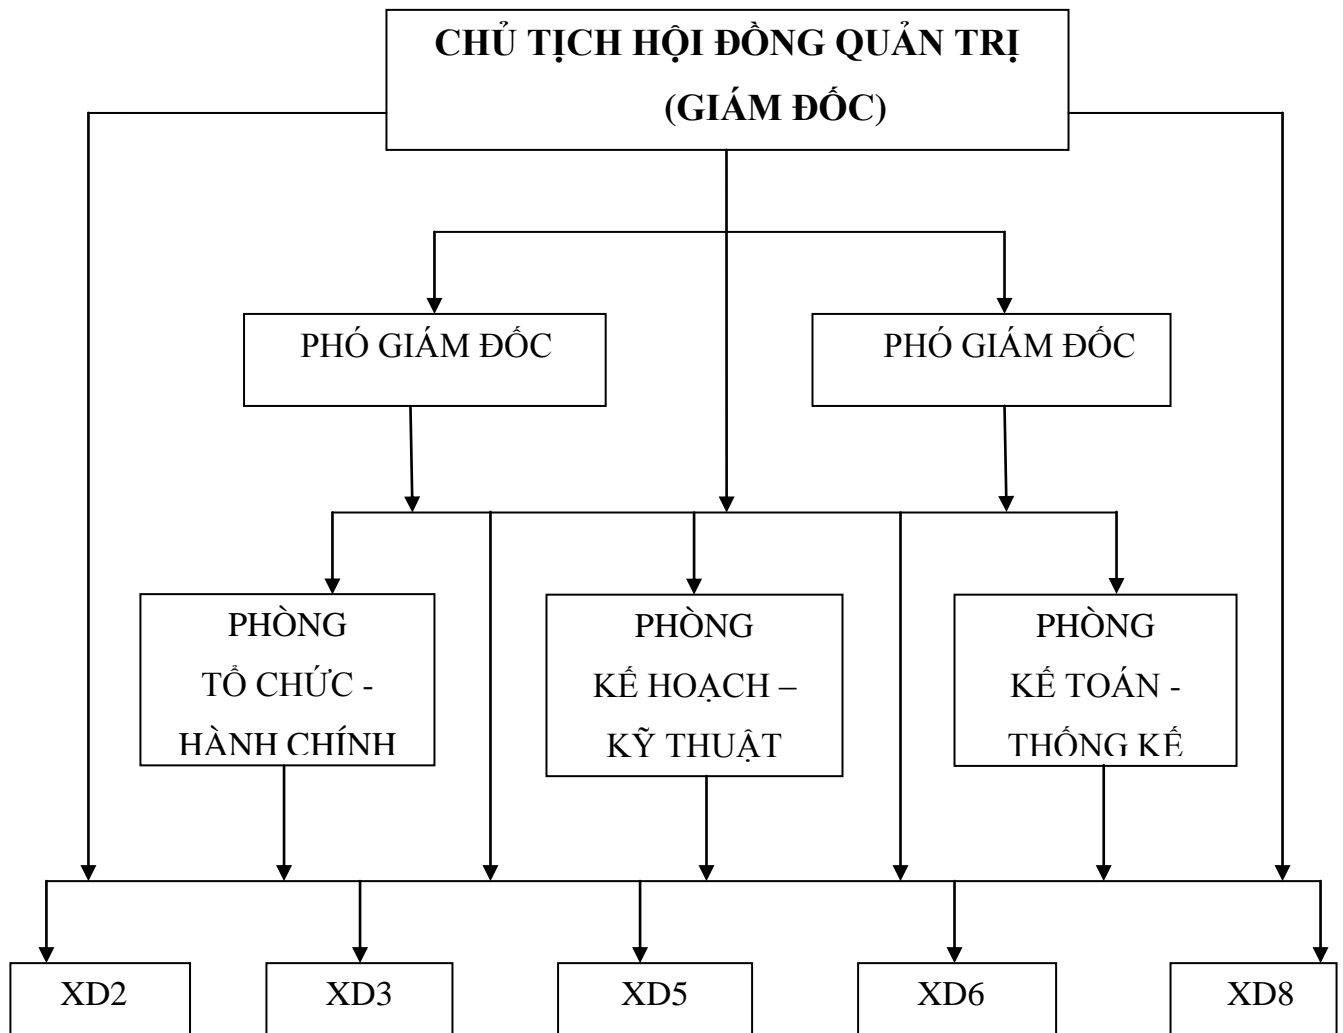 CHỦ TỊCH HỘI ĐỒNG QUẢN TRỊ
(GIÁM ĐỐC)
PHÓ GIÁM ĐỐC
PHÓ GIÁM ĐỐC
PHÒNG
TỔ CHỨC -
HÀNH CHÍNH
PHÒNG
KẾ HOẠCH –
KỸ THUẬT
PHÒNG
KẾ TOÁN -
THỐNG KẾ
XD2
XD3
XD5
XD6
XD8